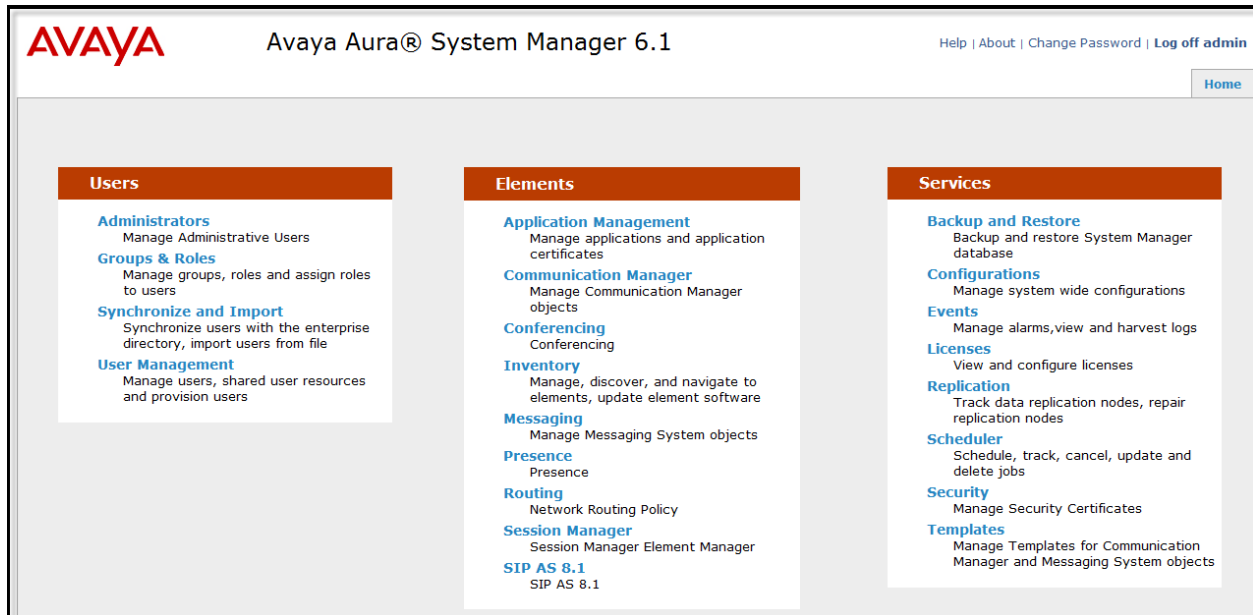 AVAYA
Avaya Aura® System Manager 6.1
Help | About | Change Password | Log off admin
Home
Users
Administrators
Manage Administrative Users
Groups & Roles
Manage groups, roles and assign roles
to users
Synchronize and Import
Synchronize users with the enterprise
directory, import users from file
User Management
Manage users, shared user resources
and provision users
Elements
Application Management
Manage applications and application
certificates
Communication Manager
Manage Communication Manager
objects
Conferencing
Conferencing
Inventory
Manage, discover, and navigate to
elements, update element software
Messaging
Manage Messaging System objects
Presence
Presence
Routing
Network Routing Policy
Session Manager
Session Manager Element Manager
SIP AS 8.1
SIP AS 8.1
Services
Backup and Restore
Backup and restore System Manager
database
Configurations
Manage system wide configurations
Events
Manage alarms,view and harvest logs
Licenses
View and configure licenses
Replication
Track data replication nodes, repair
replication nodes
Scheduler
Schedule, track, cancel, update and
delete jobs
Security
Manage Security Certificates
Templates
Manage Templates for Communication
Manager and Messaging System objects